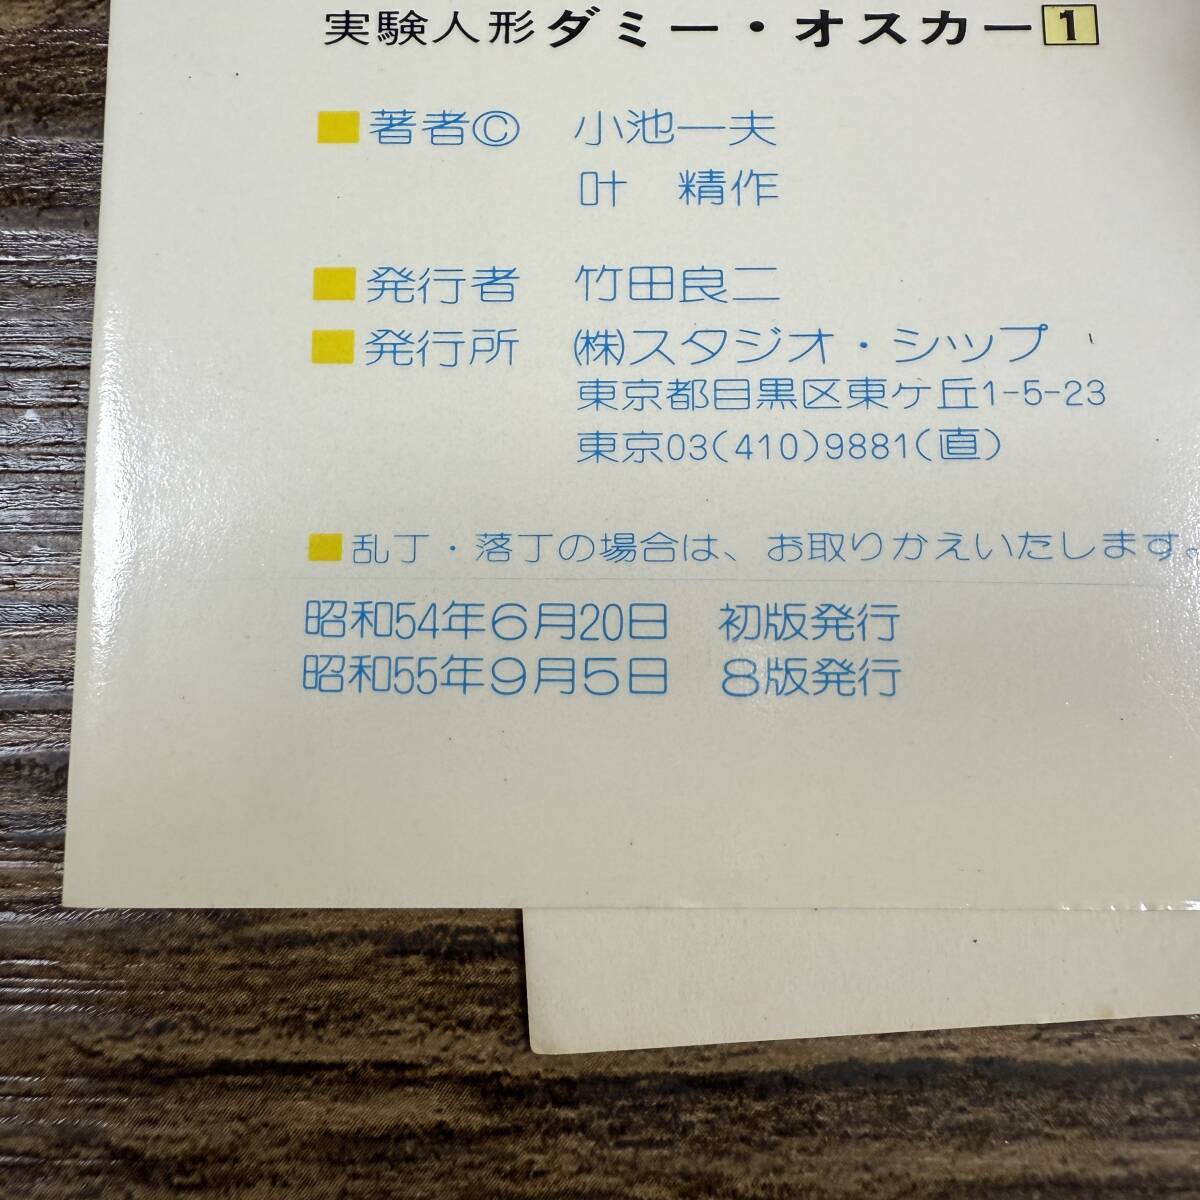 実験人形ダミー・オスカー1
■著者© 小池一夫
叶 精作
■発行者 竹田良二
■発行所 ㈱スタジオ・シップ
東京都目黒区東ケ丘1-5-23
東京03(410)9881(直)
■乱丁・落丁の場合は、お取りかえいたします。
昭和54年6月20日 初版発行
昭和55年9月5日 8版発行